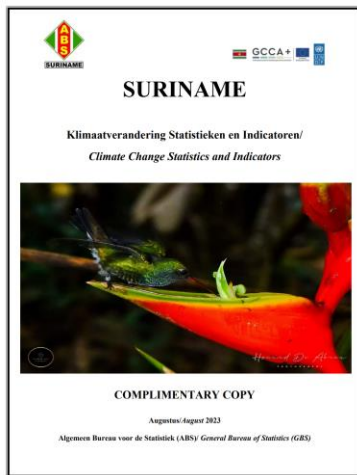 ABS
SURINAME
GCCA+
SURINAME
Klimaatverandering Statistieken en Indicatoren/
Climate Change Statistics and Indicators
COMPLIMENTARY COPY
Augustus/August 2023
Algemeen Bureau voor de Statistiek (ABS)/ General Bureau of Statistics (GBS)